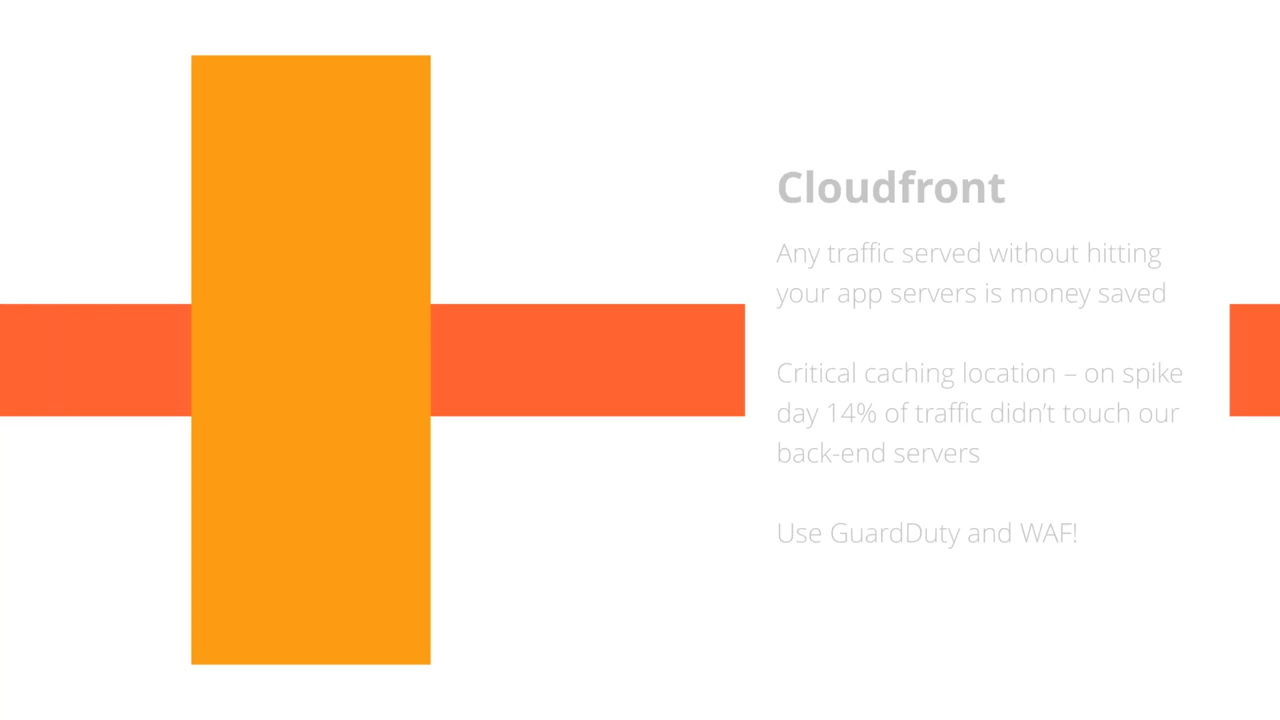 Cloudfront
Any traffic served without hitting
your app servers is money saved
Critical caching location – on spike
day 14% of traffic didn’t touch our
back-end servers
Use GuardDuty and WAF!